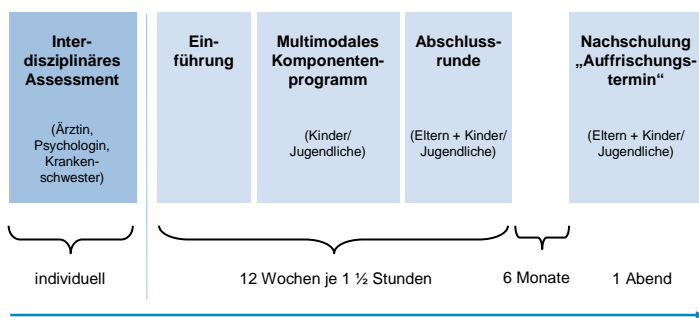 Inter-
disziplinäres
Assessment
(Ärztin,
Psychologin,
Kranken-
schwester)
Ein-
führung
Multimodales
Komponenten-
programm
(Kinder/
Jugendliche)
Abschluss-
runde
(Eltern + Kinder/
Jugendliche)
Nachschulung
„Auffrischungs-
termin“
(Eltern + Kinder/
Jugendliche)
individuell
12 Wochen je 1 ½ Stunden
6 Monate
1 Abend